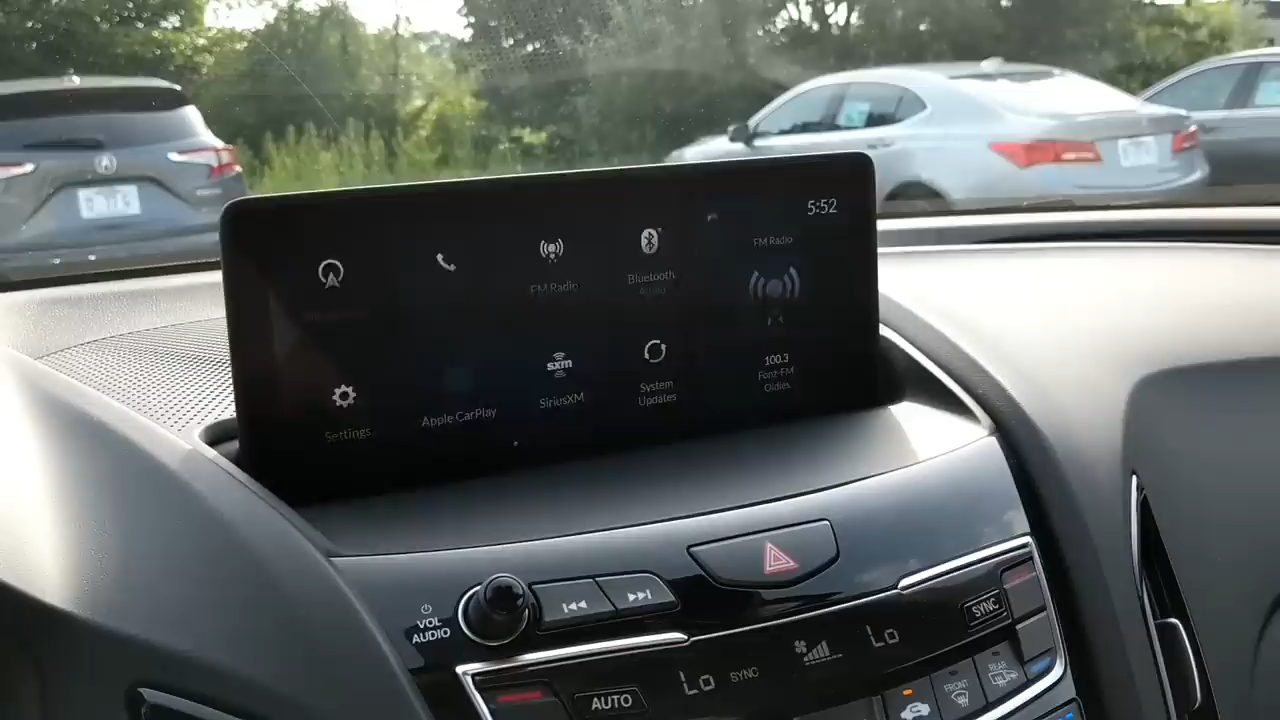 5:52
FM Radio
Bluetooth
Audio
FM Radio
sxm
100.3
Fonz-FM
Oldies
System
Updates
SiriusXM
Apple CarPlay
Settings
VOL
AUDIO
SYNC
Lo
SYNC
Lo
AUTO
FRONT
REAR